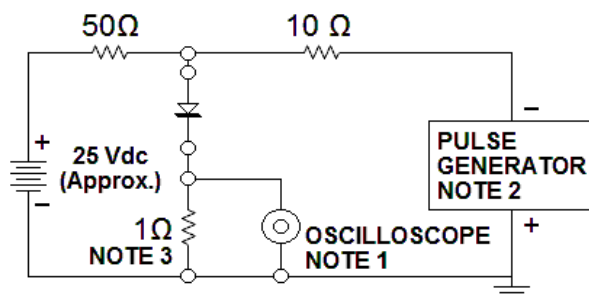 50Ω
10 Ω
+
25 Vdc
(Approx.)
−
−
PULSE
GENERATOR
NOTE 2
+
1Ω
NOTE 3
OSCILLOSCOPE
NOTE 1